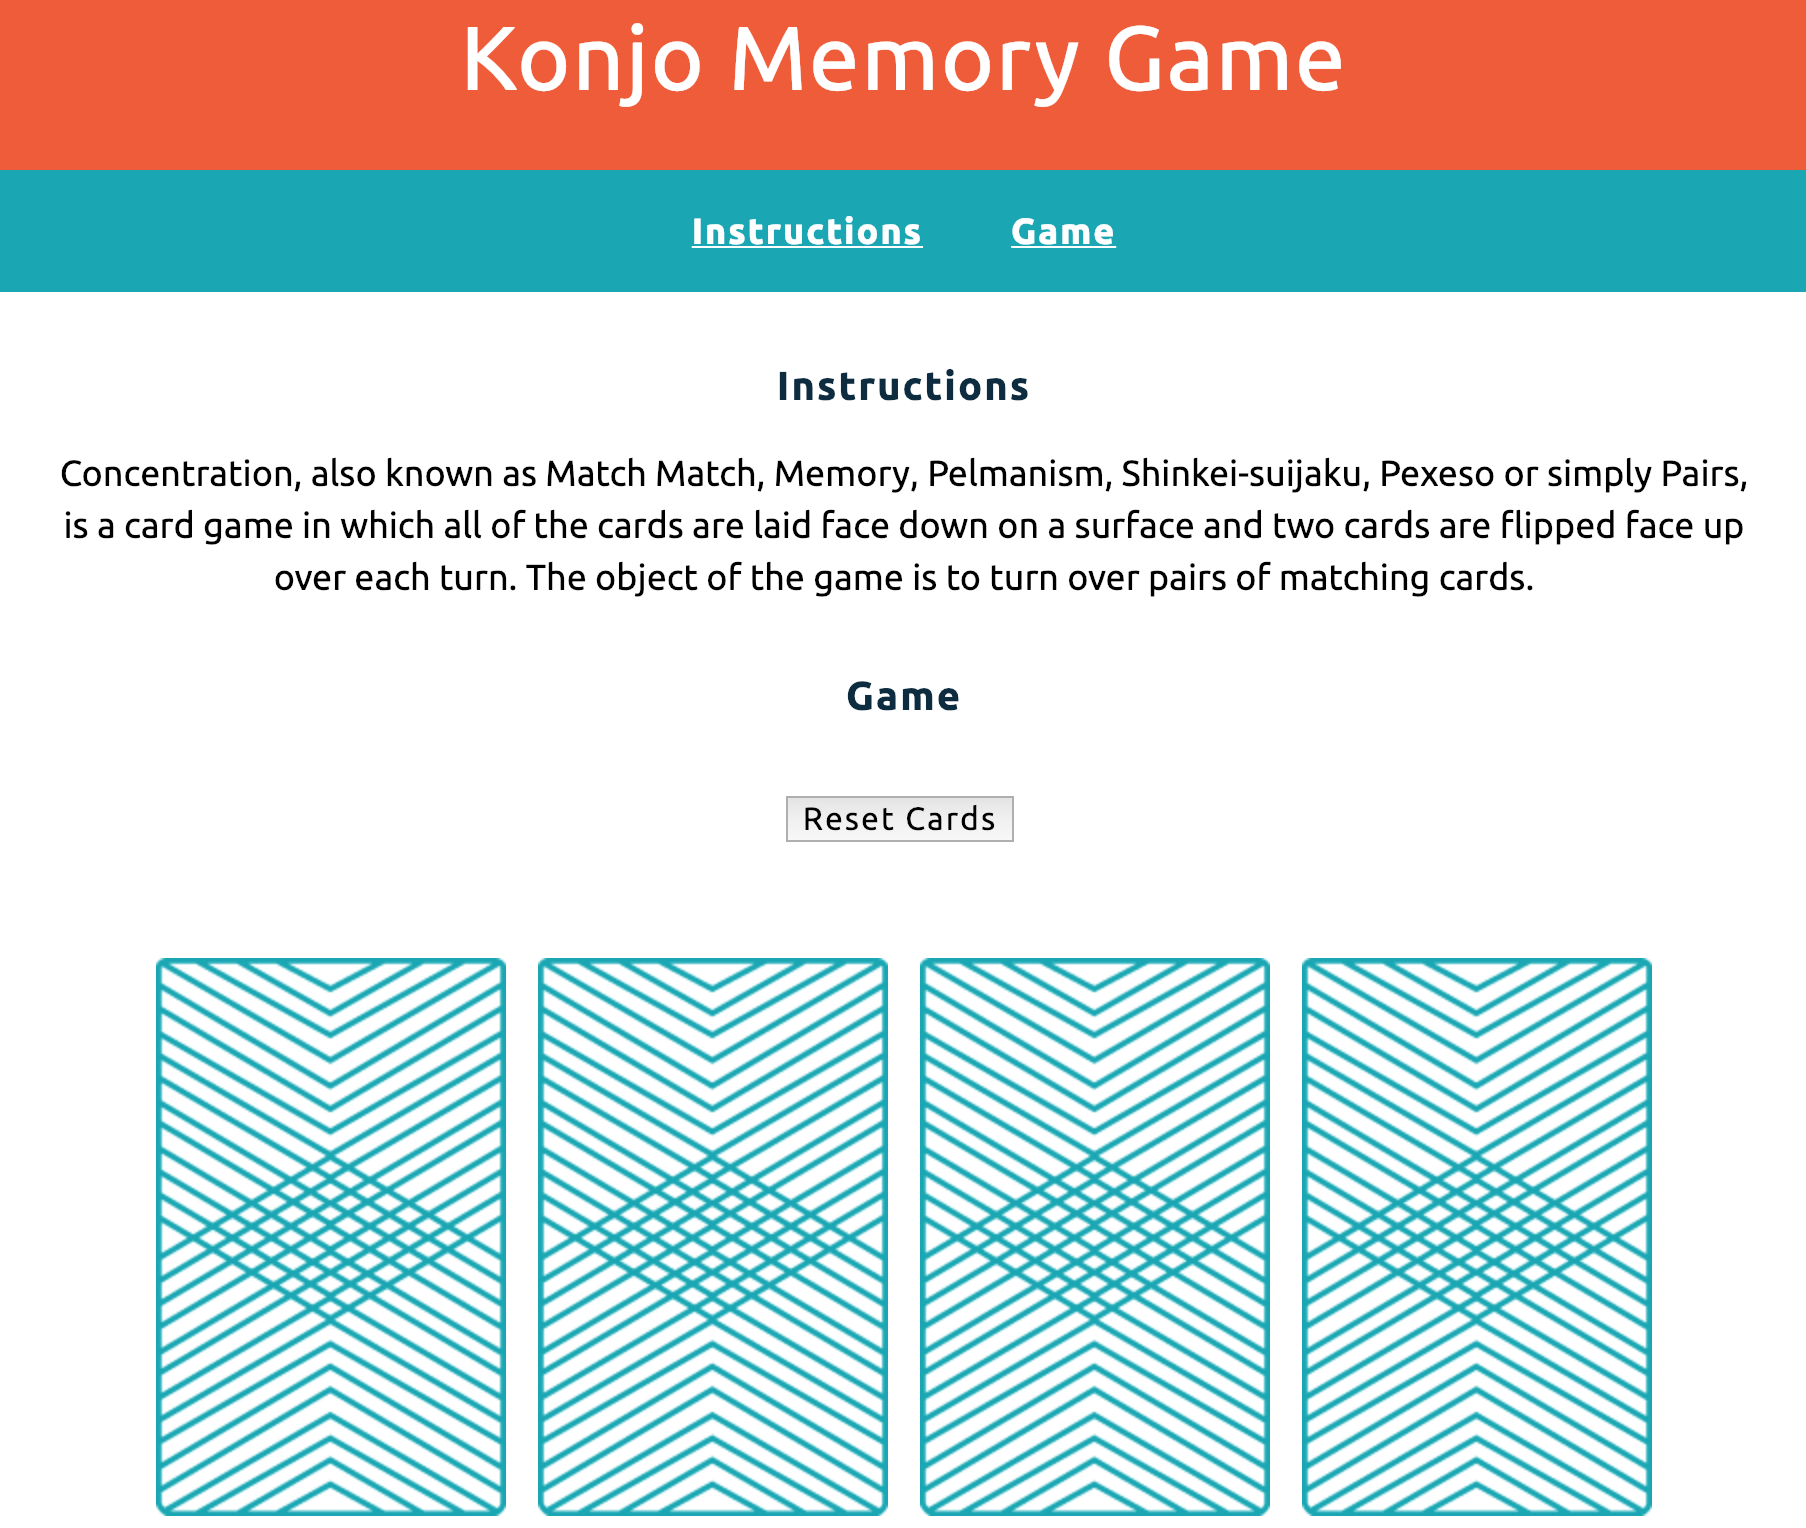 Konjo Memory Game
Instructions Game
Instructions
Concentration, also known as Match Match, Memory, Pelmanism, Shinkei-suijaku, Pexeso or simply Pairs,
is a card game in which all of the cards are laid face down on a surface and two cards are flipped face up
over each turn. The object of the game is to turn over pairs of matching cards.
Game
Reset Cards